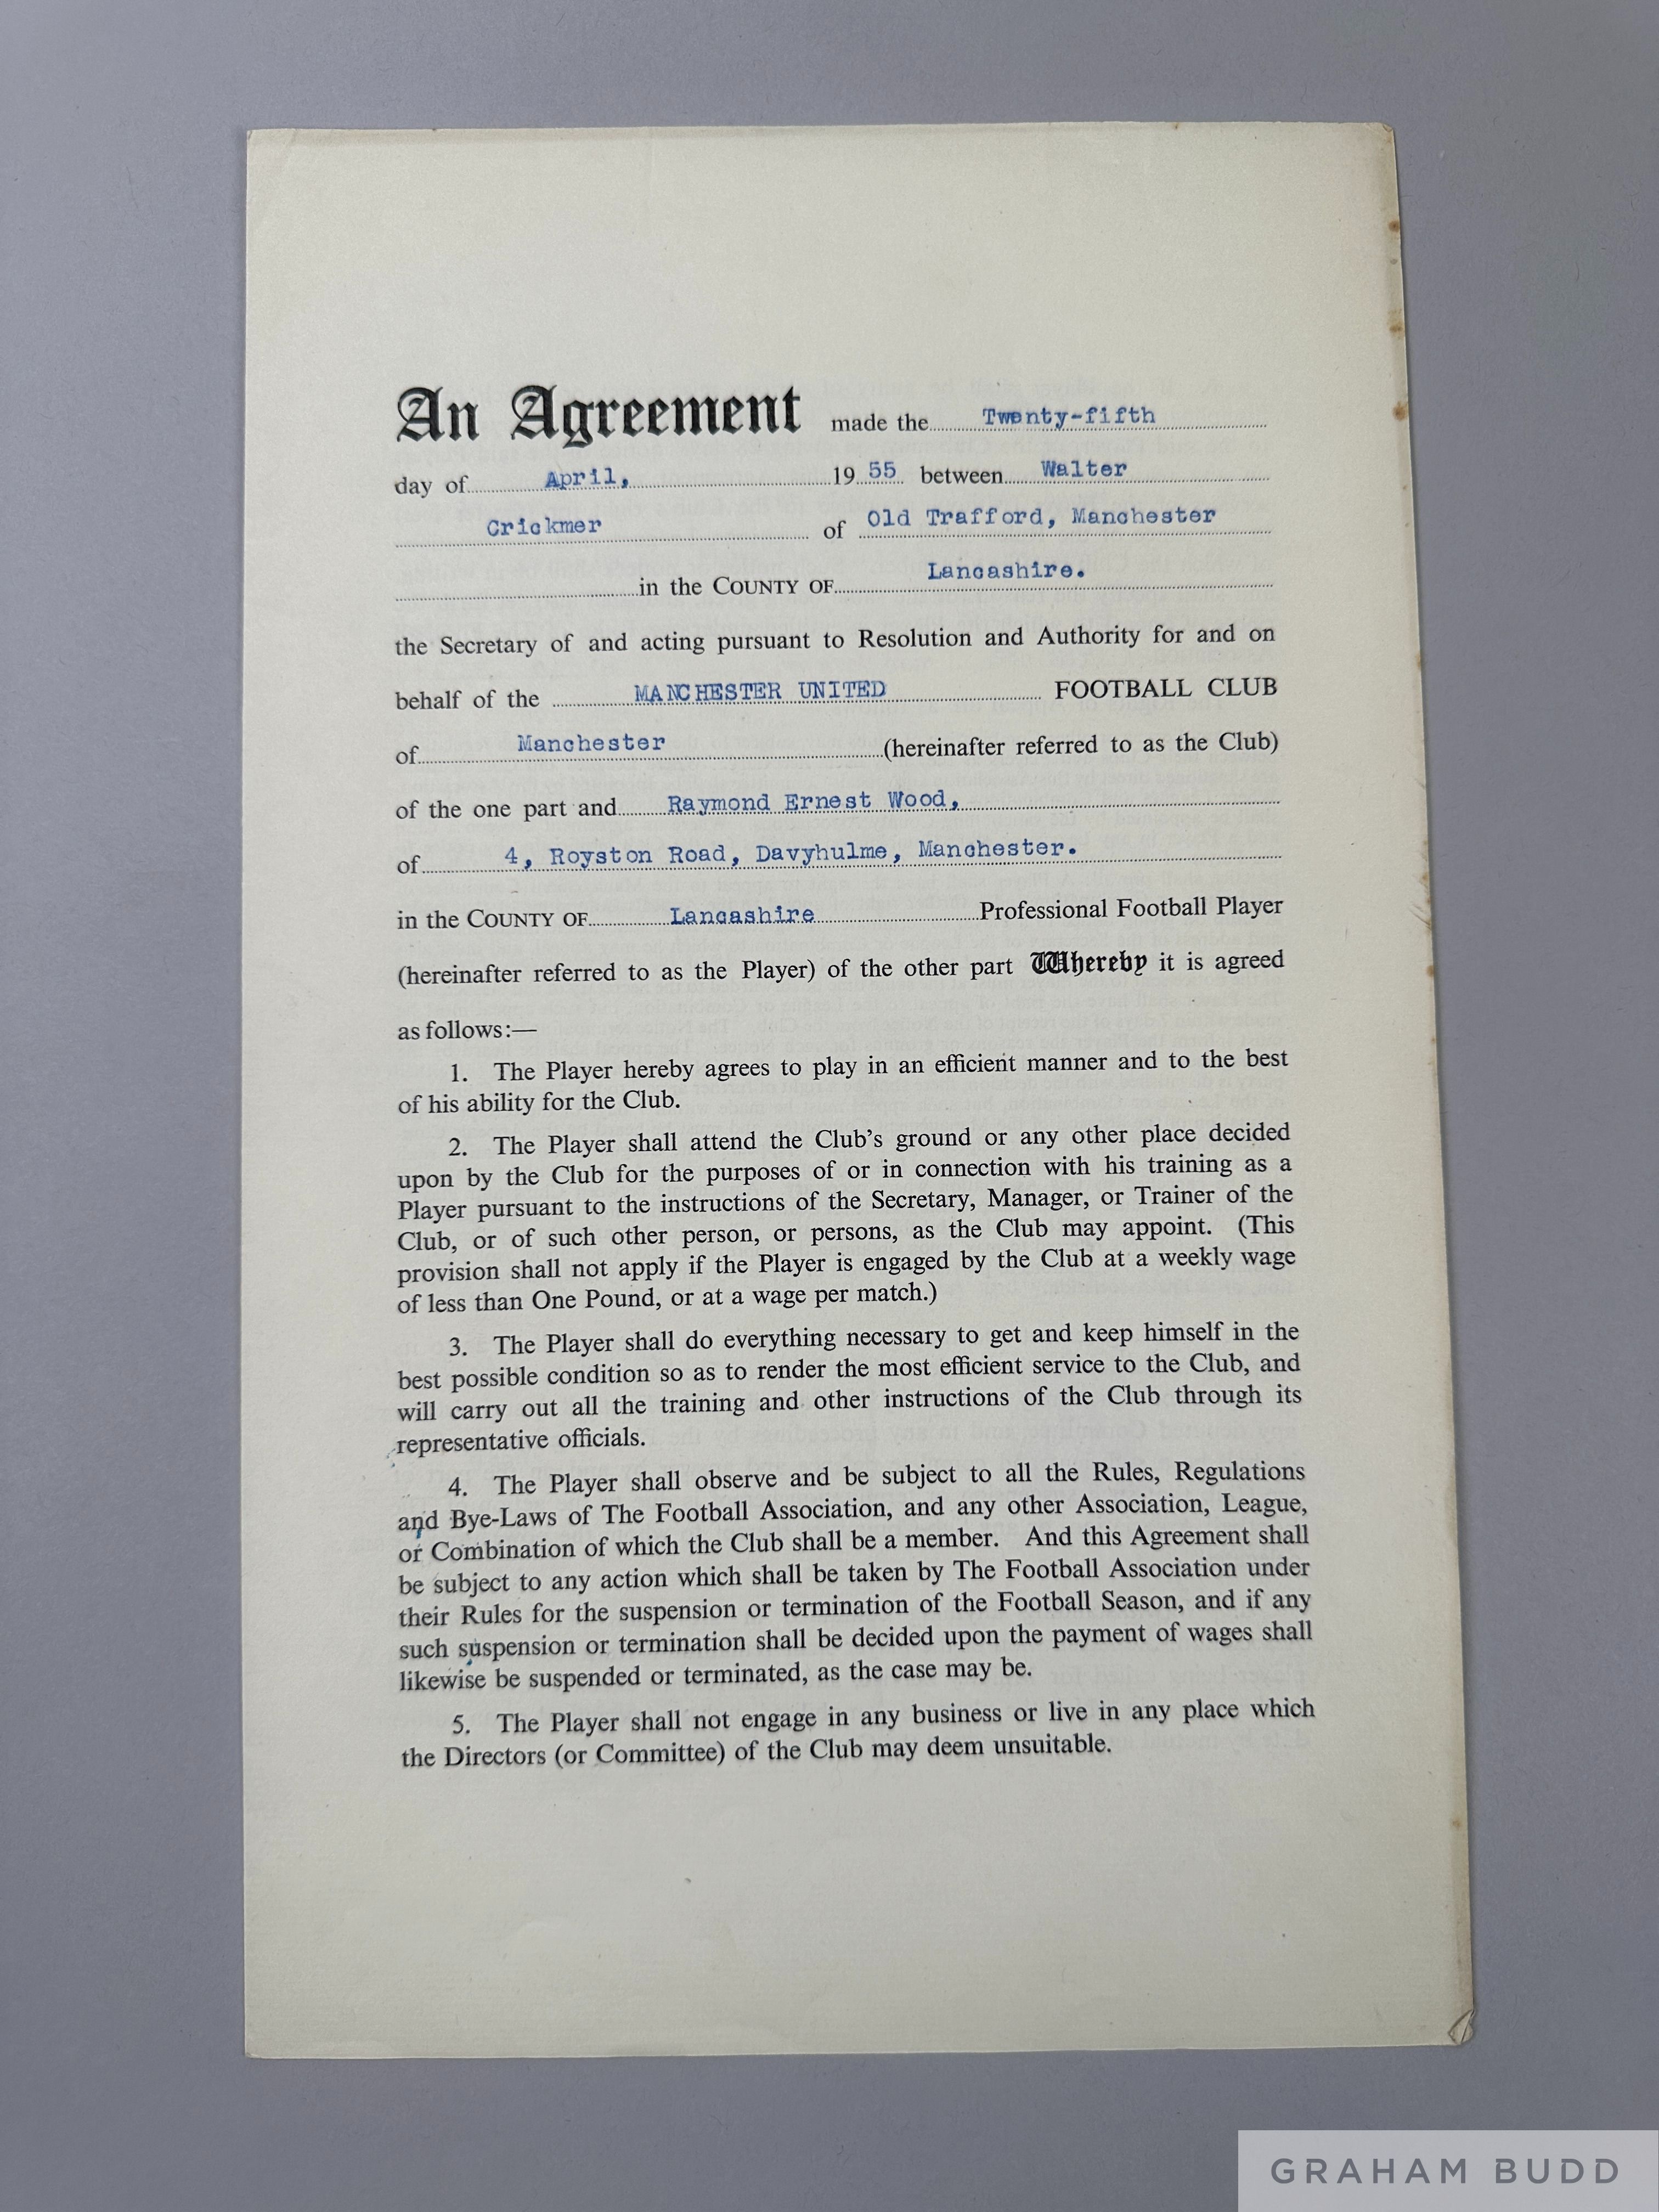 An Agreement made the Twenty-fifth
day of April, 19 55 between Walter
Crickmer of Old Trafford, Manchester
in the COUNTY OF Lancashire.
the Secretary of and acting pursuant to Resolution and Authority for and on
behalf of the MANCHESTER UNITED FOOTBALL CLUB
of Manchester (hereinafter referred to as the Club)
of the one part and Raymond Ernest Wood,
of 4, Royston Road, Davyhulme, Manchester.
in the COUNTY OF Lancashire Professional Football Player
(hereinafter referred to as the Player) of the other part Whereby it is agreed
as follows:—
1. The Player hereby agrees to play in an efficient manner and to the best
of his ability for the Club.
2. The Player shall attend the Club's ground or any other place decided
upon by the Club for the purposes of or in connection with his training as a
Player pursuant to the instructions of the Secretary, Manager, or Trainer of the
Club, or of such other person, or persons, as the Club may appoint. (This
provision shall not apply if the Player is engaged by the Club at a weekly wage
of less than One Pound, or at a wage per match.)
3. The Player shall do everything necessary to get and keep himself in the
best possible condition so as to render the most efficient service to the Club, and
will carry out all the training and other instructions of the Club through its
representative officials.
4. The Player shall observe and be subject to all the Rules, Regulations
and Bye-Laws of The Football Association, and any other Association, League,
or Combination of which the Club shall be a member. And this Agreement shall
be subject to any action which shall be taken by The Football Association under
their Rules for the suspension or termination of the Football Season, and if any
such suspension or termination shall be decided upon the payment of wages shall
likewise be suspended or terminated, as the case may be.
5. The Player shall not engage in any business or live in any place which
the Directors (or Committee) of the Club may deem unsuitable.
GRAHAM BUDD